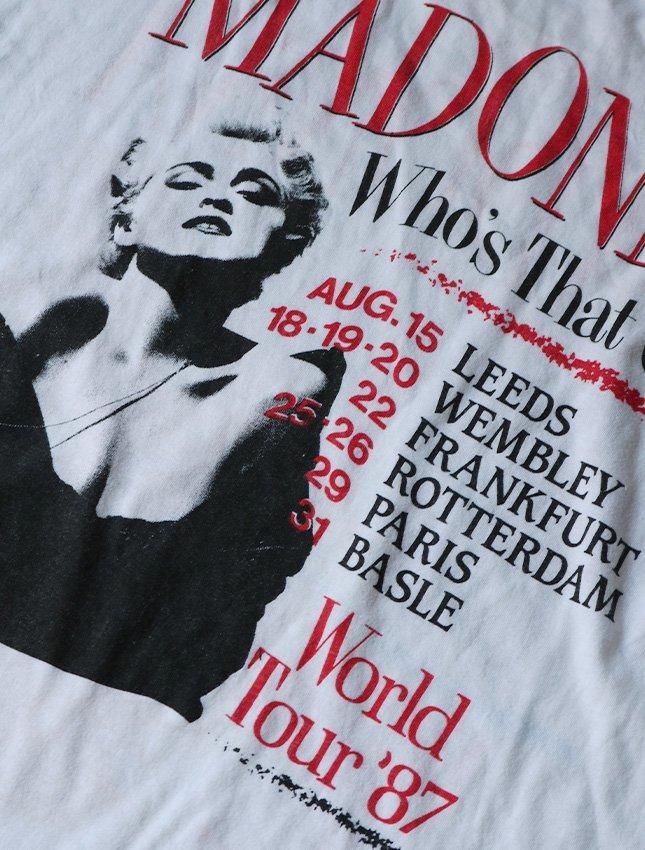 MADON
Who's That
AUG. 15 LEEDS
18-19-20 WEMBLEY
22 FRANKFURT
25-26 ROTTERDAM
29 PARIS
31 BASLE
World
Tour '87